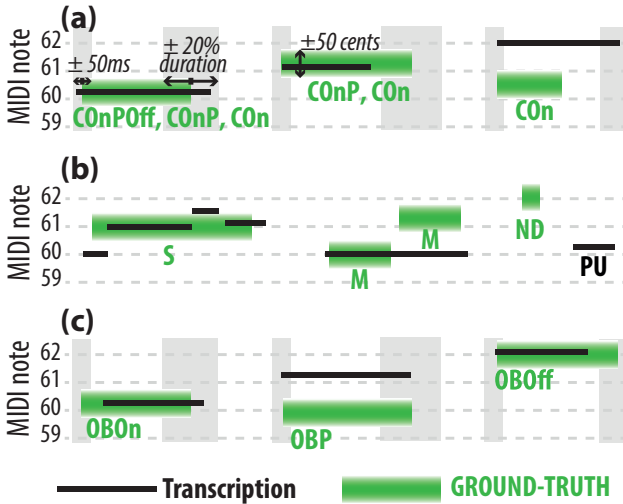 (a)
MIDI note
62
61
60
59
±50ms
±20%
duration
±50 cents
COnPOff, COnP, COn
COnP, COn
COn
(b)
MIDI note
62
61
60
59
S
M
M
ND
PU
(c)
MIDI note
62
61
60
59
OBOn
OBP
OBOff
Transcription
GROUND-TRUTH